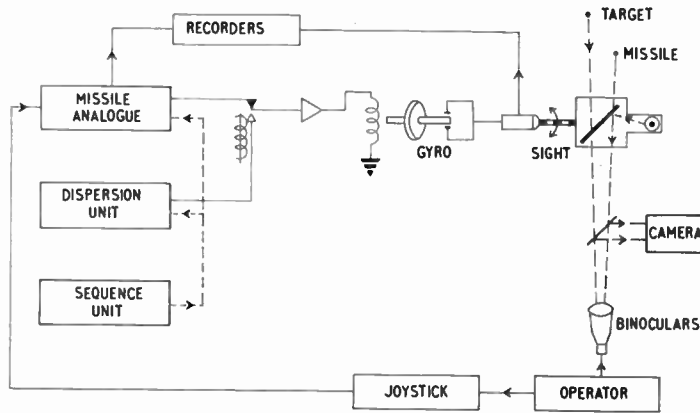 TARGET
RECORDERS
MISSILE
MISSILE
ANALOGUE
GYRO
SIGHT
DISPERSION
UNIT
CAMERA
SEQUENCE
UNIT
BINOCULARS
JOYSTICK
OPERATOR